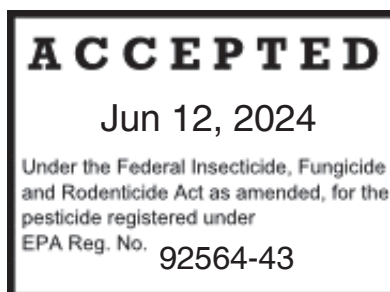 ACCEPTED
Jun 12, 2024
Under the Federal Insecticide, Fungicide
and Rodenticide Act as amended, for the
pesticide registered under
EPA Reg. No. 92564-43